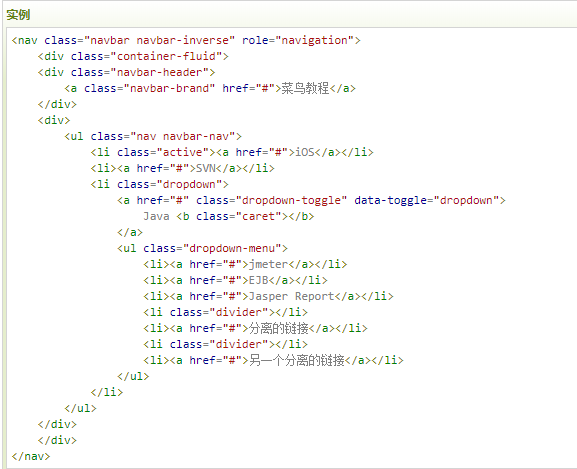 实例
<nav class="navbar navbar-inverse" role="navigation">
    <div class="container-fluid">
    <div class="navbar-header">
        <a class="navbar-brand" href="#">菜鸟教程</a>
    </div>
    <div>
        <ul class="nav navbar-nav">
            <li class="active"><a href="#">iOS</a></li>
            <li><a href="#">SVN</a></li>
            <li class="dropdown">
                <a href="#" class="dropdown-toggle" data-toggle="dropdown">
                    Java <b class="caret"></b>
                </a>
                <ul class="dropdown-menu">
                    <li><a href="#">jmeter</a></li>
                    <li><a href="#">EJB</a></li>
                    <li><a href="#">Jasper Report</a></li>
                    <li class="divider"></li>
                    <li><a href="#">分离的链接</a></li>
                    <li class="divider"></li>
                    <li><a href="#">另一个分离的链接</a></li>
                </ul>
            </li>
        </ul>
    </div>
    </div>
</nav>